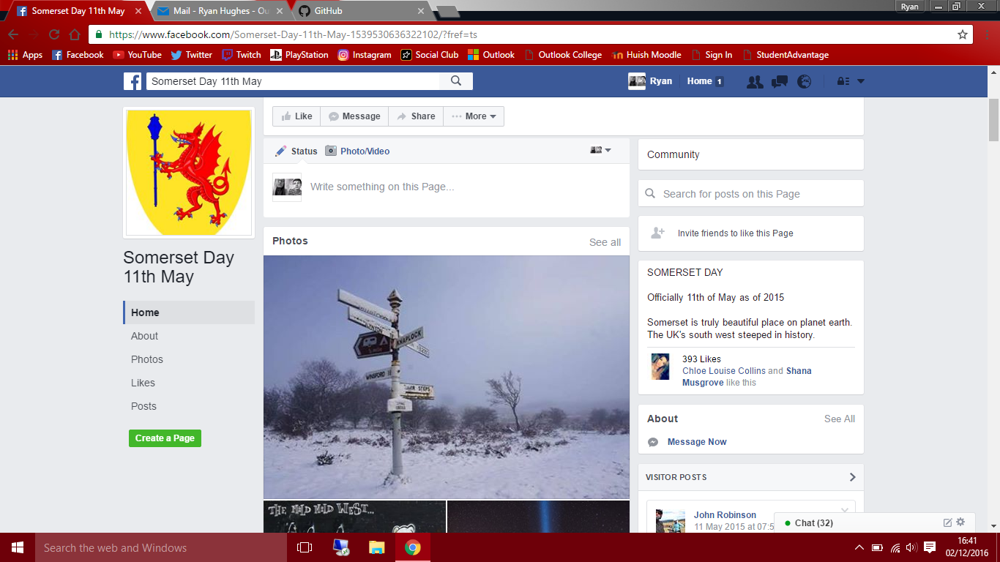 Somerset Day 11th May
Mail - Ryan Hughes - Ou
GitHub
Ryan
https://www.facebook.com/Somerset-Day-11th-May-1539530636322102/?fref=ts
Apps Facebook YouTube Twitter Twitch PlayStation Instagram Social Club Outlook Outlook College Huish Moodle Sign In StudentAdvantage
Somerset Day 11th May
Ryan Home 1
Like Message Share More
Status Photo/Video
Write something on this Page...
Photos See all
KNAPLOCK
WINSFORD
STEPS
THE MILD MILD WEST...
Somerset Day
11th May
Home
About
Photos
Likes
Posts
Create a Page
Community
Search for posts on this Page
Invite friends to like this Page
SOMERSET DAY
Officially 11th of May as of 2015
Somerset is truly beautiful place on planet earth.
The UK's south west steeped in history.
393 Likes
Chloe Louise Collins and Shana
Musgrove like this
About See All
Message Now
VISITOR POSTS
John Robinson
11 May 2015 at 07:5
Chat (32)
Search the web and Windows
16:41
02/12/2016